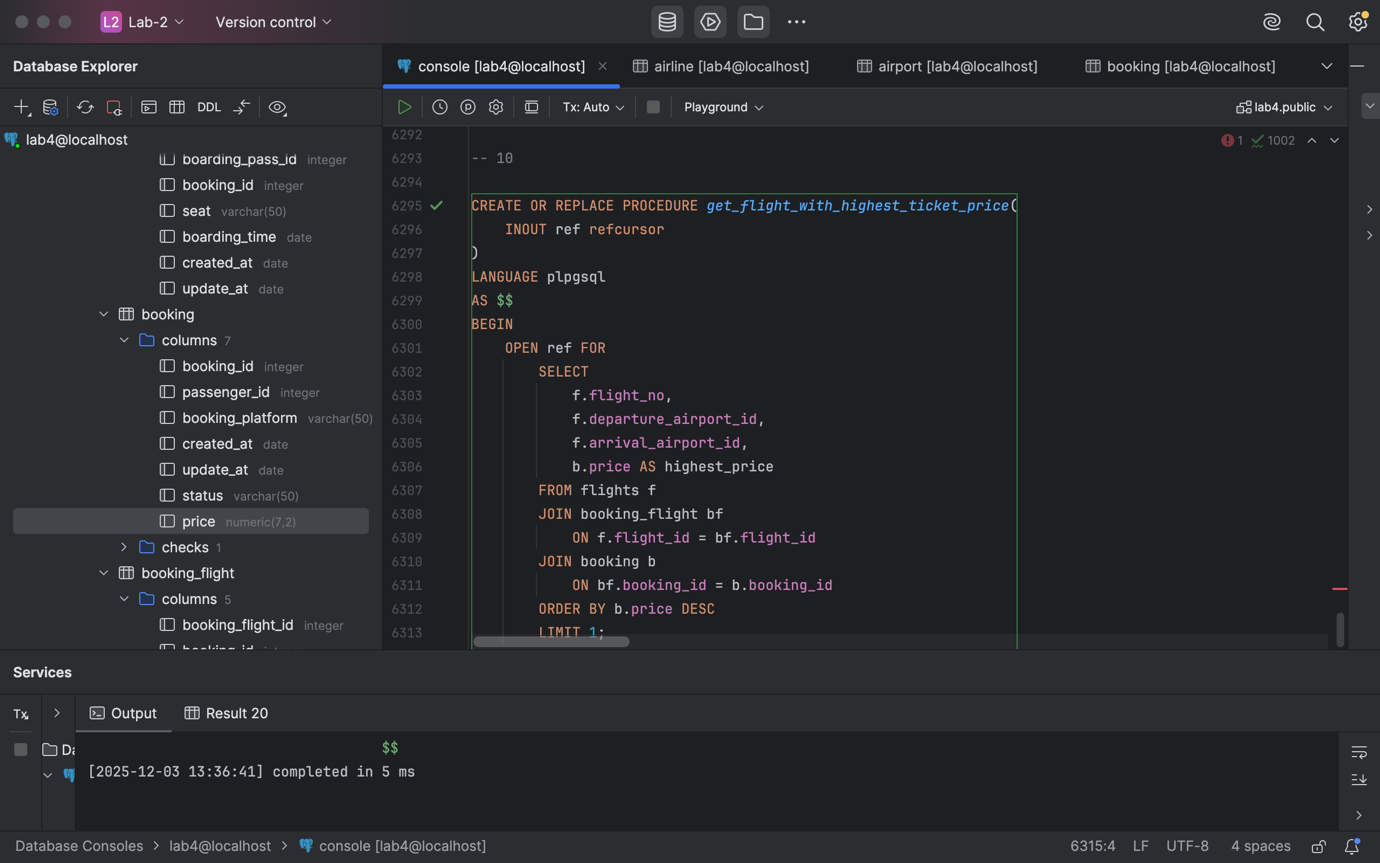 L2 Lab-2
Version control
Database Explorer
DDL
lab4@localhost
boarding_pass_id integer
booking_id integer
seat varchar(50)
boarding_time date
created_at date
update_at date
booking
columns 7
booking_id integer
passenger_id integer
booking_platform varchar(50)
created_at date
update_at date
status varchar(50)
price numeric(7,2)
checks 1
booking_flight
columns 5
booking_flight_id integer
console [lab4@localhost]
airline [lab4@localhost]
airport [lab4@localhost]
booking [lab4@localhost]
Tx: Auto
Playground
lab4.public
1 1002
6292
6293 -- 10
6294
6295 CREATE OR REPLACE PROCEDURE get_flight_with_highest_ticket_price(
6296 INOUT ref refcursor
6297 )
6298 LANGUAGE plpgsql
6299 AS $$
6300 BEGIN
6301 OPEN ref FOR
6302 SELECT
6303 f.flight_no,
6304 f.departure_airport_id,
6305 f.arrival_airport_id,
6306 b.price AS highest_price
6307 FROM flights f
6308 JOIN booking_flight bf
6309 ON f.flight_id = bf.flight_id
6310 JOIN booking b
6311 ON bf.booking_id = b.booking_id
6312 ORDER BY b.price DESC
6313 LIMIT 1;
Services
Tx
Output
Result 20
Da
$$
[2025-12-03 13:36:41] completed in 5 ms
Database Consoles > lab4@localhost > console [lab4@localhost]
6315:4 LF UTF-8 4 spaces